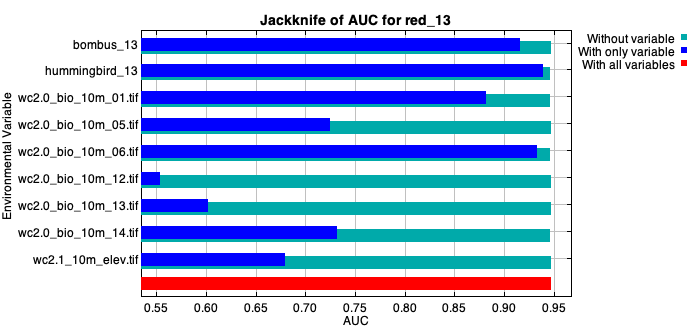 Jackknife of AUC for red_13
Without variable
With only variable
With all variables
Environmental Variable
bombus_13
hummingbird_13
wc2.0_bio_10m_01.tif
wc2.0_bio_10m_05.tif
wc2.0_bio_10m_06.tif
wc2.0_bio_10m_12.tif
wc2.0_bio_10m_13.tif
wc2.0_bio_10m_14.tif
wc2.1_10m_elev.tif
0.55 0.60 0.65 0.70 0.75 0.80 0.85 0.90 0.95
AUC